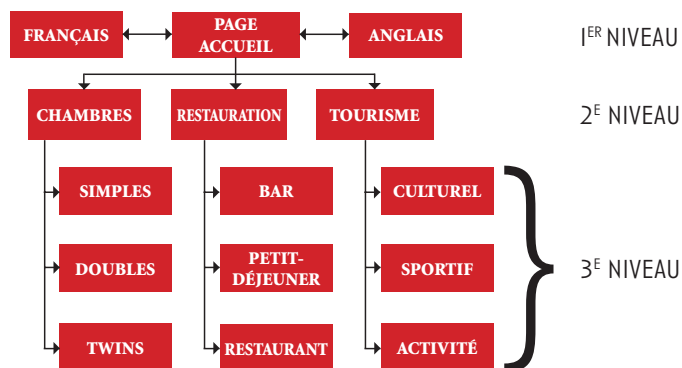 FRANÇAIS
PAGE
ACCUEIL
ANGLAIS
1ER NIVEAU
CHAMBRES
RESTAURATION
TOURISME
2E NIVEAU
SIMPLES
BAR
CULTUREL
DOUBLES
PETIT-
DÉJEUNER
SPORTIF
3E NIVEAU
TWINS
RESTAURANT
ACTIVITÉ